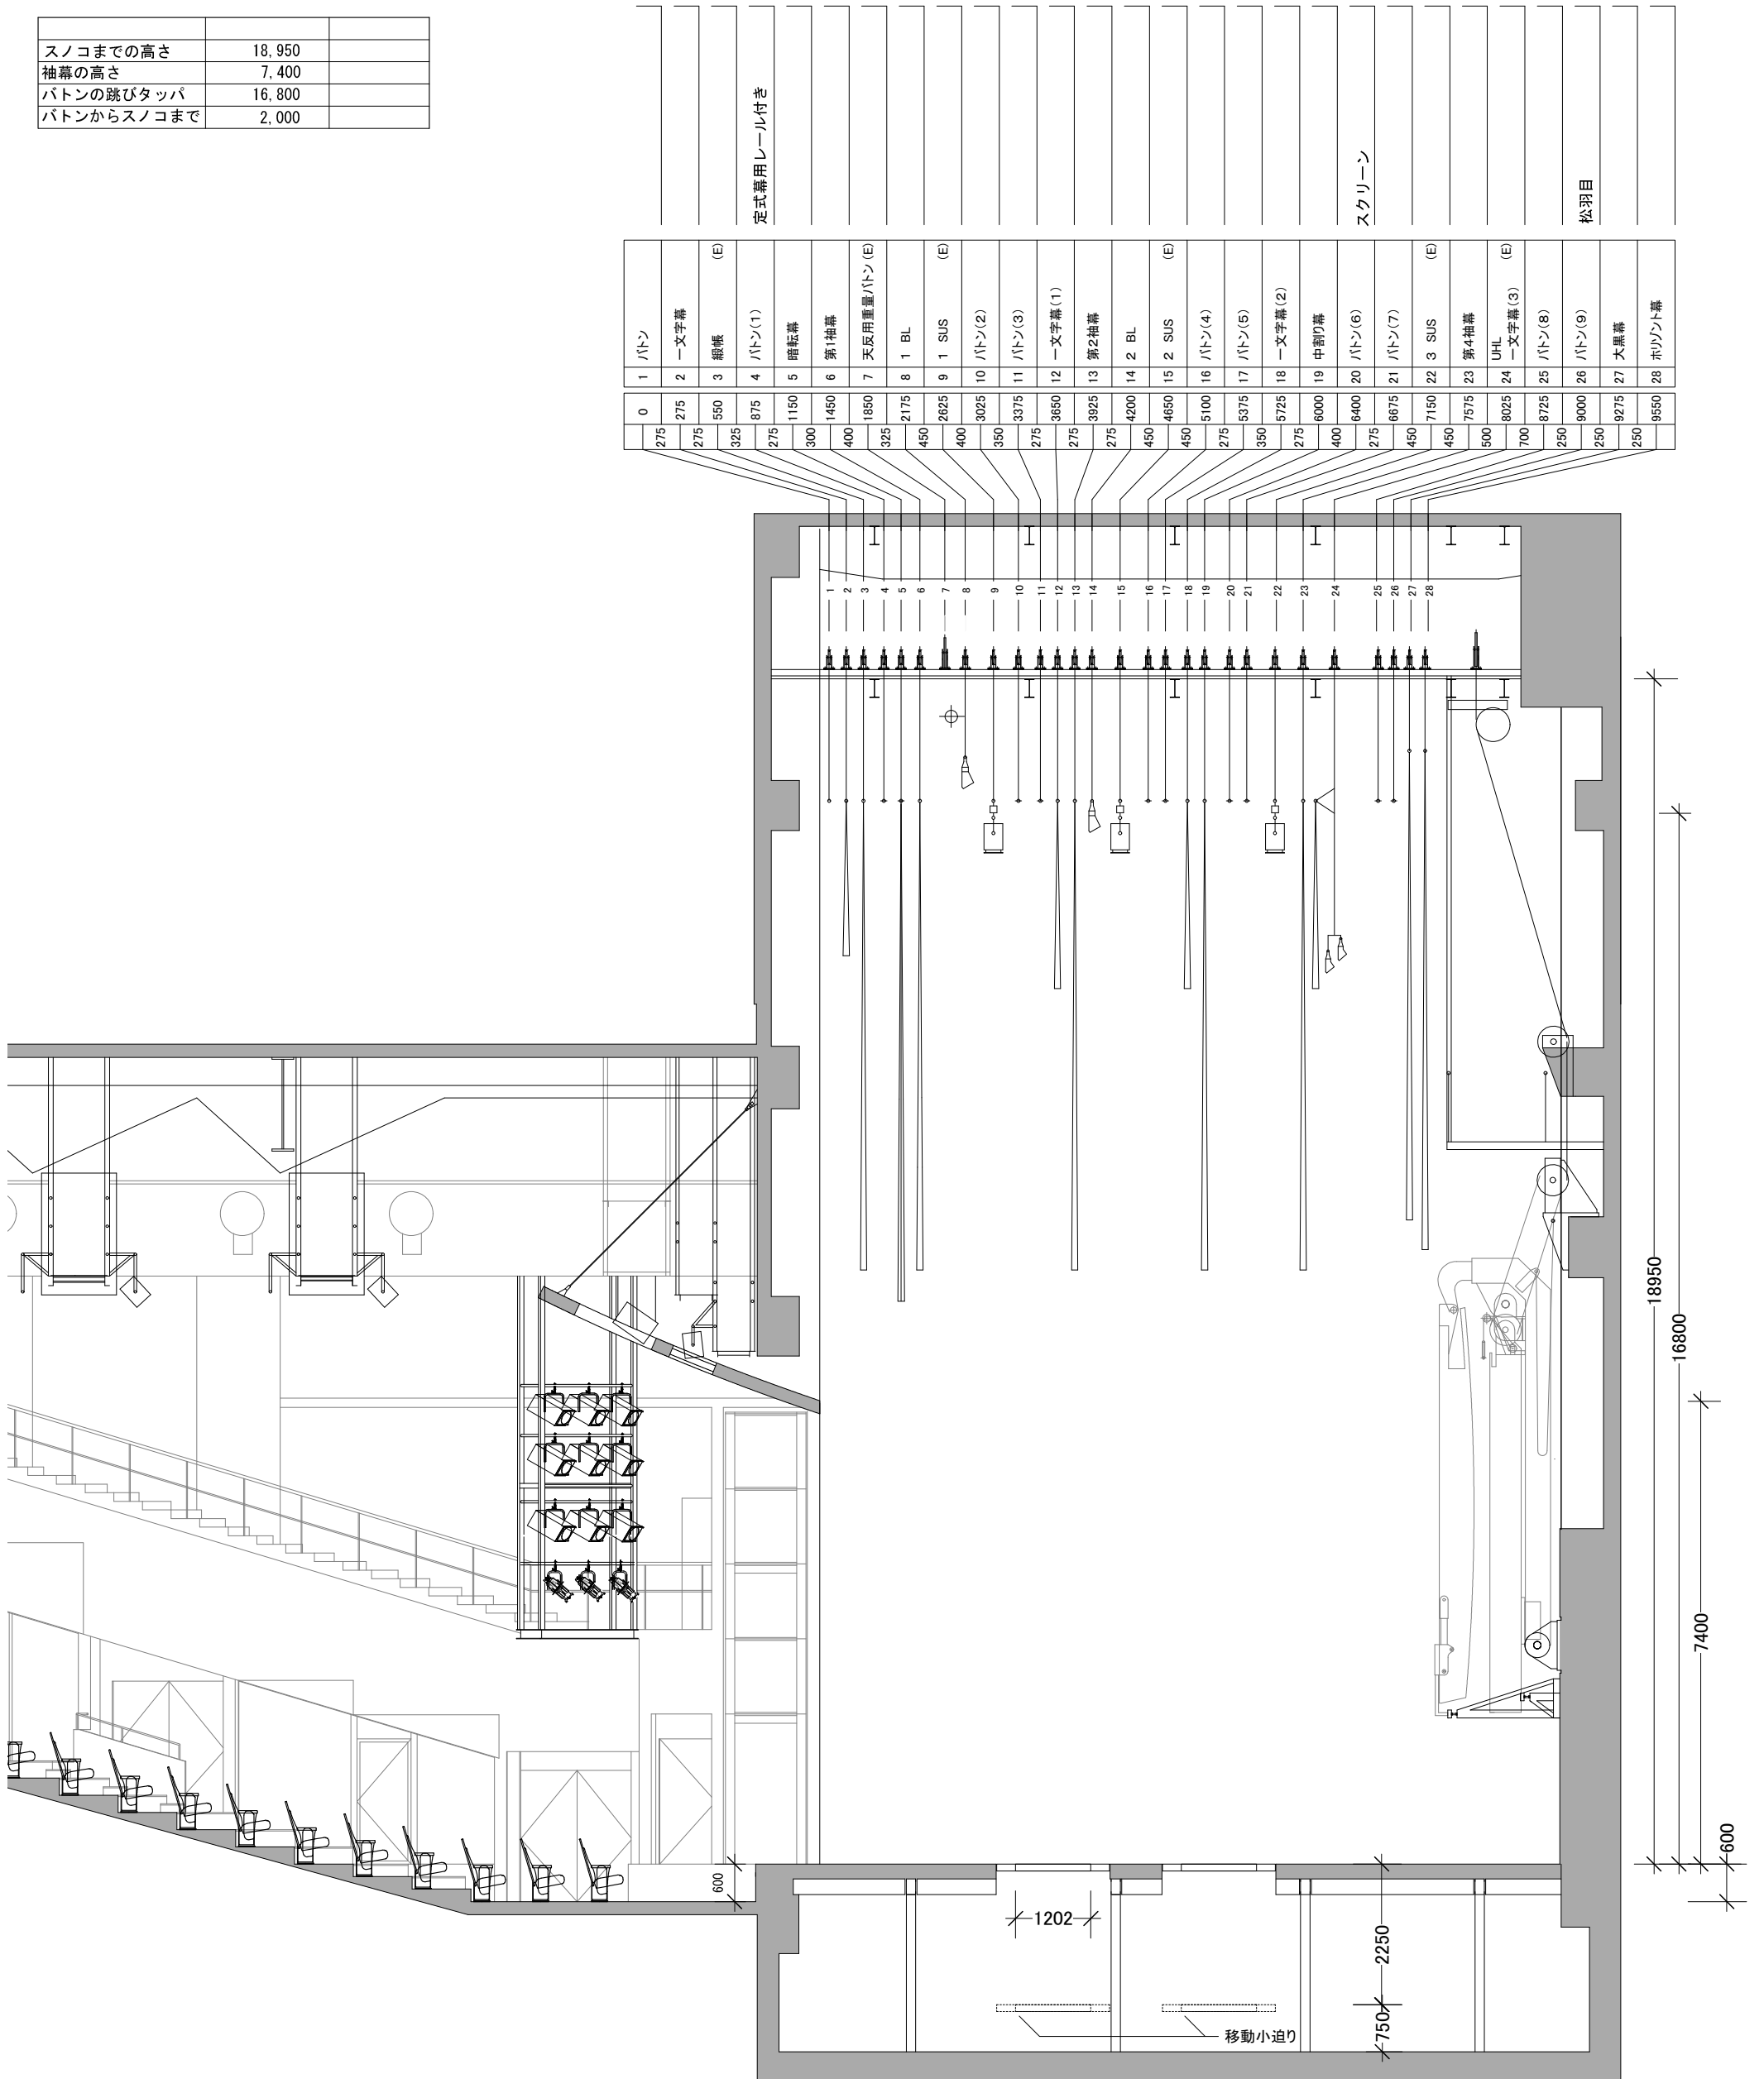 スノコまでの高さ 18,950
袖幕の高さ 7,400
バトンの跳びタッパ 16,800
バトンからスノコまで 2,000
定式幕用レール付き
スクリーン
松羽目
1 バトン
2 一文字幕
3 緞帳 (E)
4 バトン(1)
5 暗転幕
6 第1袖幕
7 天反用重量バトン(E)
8 1 BL
9 1 SUS (E)
10 バトン(2)
11 バトン(3)
12 一文字幕(1)
13 第2袖幕
14 2 BL
15 2 SUS (E)
16 バトン(4)
17 バトン(5)
18 一文字幕(2)
19 中割り幕
20 バトン(6)
21 バトン(7)
22 3 SUS (E)
23 第4袖幕
24 UHL 一文字幕(3) (E)
25 バトン(8)
26 バトン(9)
27 大黒幕
28 ホリゾント幕
0 275 550 875 1150 1450 1850 2175 2625 3025 3375 3650 3925 4200 4650 5100 5375 5725 6000 6400 6675 7150 7575 8025 8725 9000 9275 9550
275 275 325 275 300 400 325 450 400 350 275 275 275 450 450 275 350 275 400 275 450 450 500 700 250 250 250
1 2 3 4 5 6 7 8 9 10 11 12 13 14 15 16 17 18 19 20 21 22 23 24 25 26 27 28
18950
16800
7400
600
600
1202
2250
750
移動小迫り